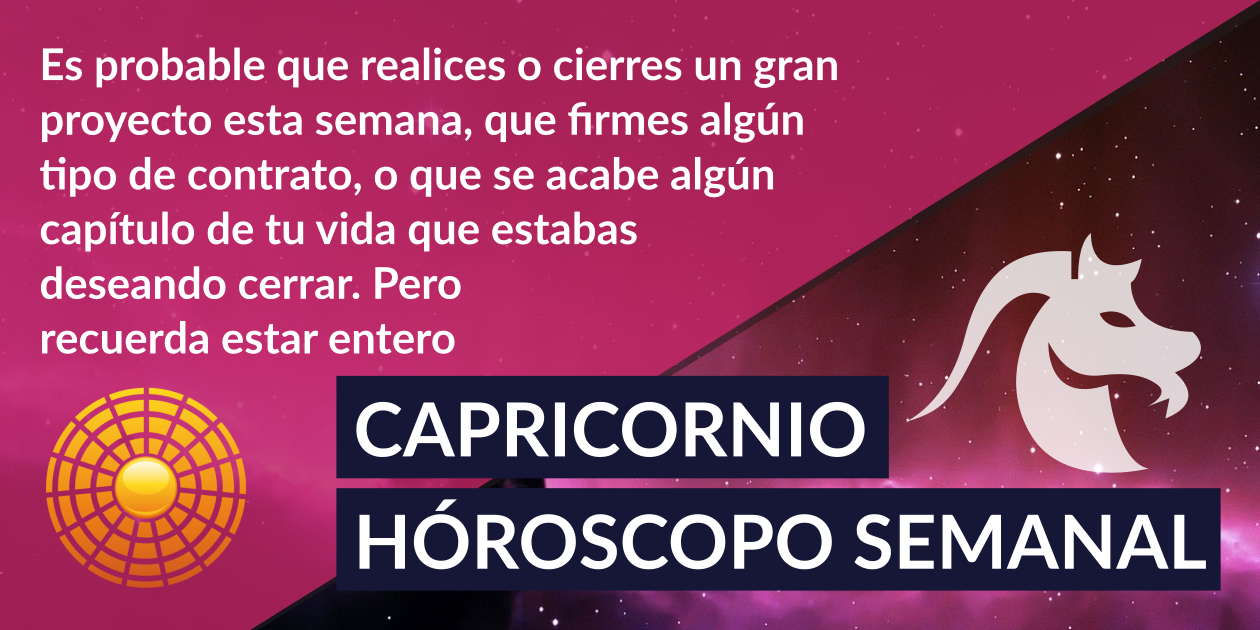 Es probable que realices o cierres un gran
proyecto esta semana, que firmes algún
tipo de contrato, o que se acabe algún
capítulo de tu vida que estabas
deseando cerrar. Pero
recuerda estar entero
CAPRICORNIO
HÓROSCOPO SEMANAL